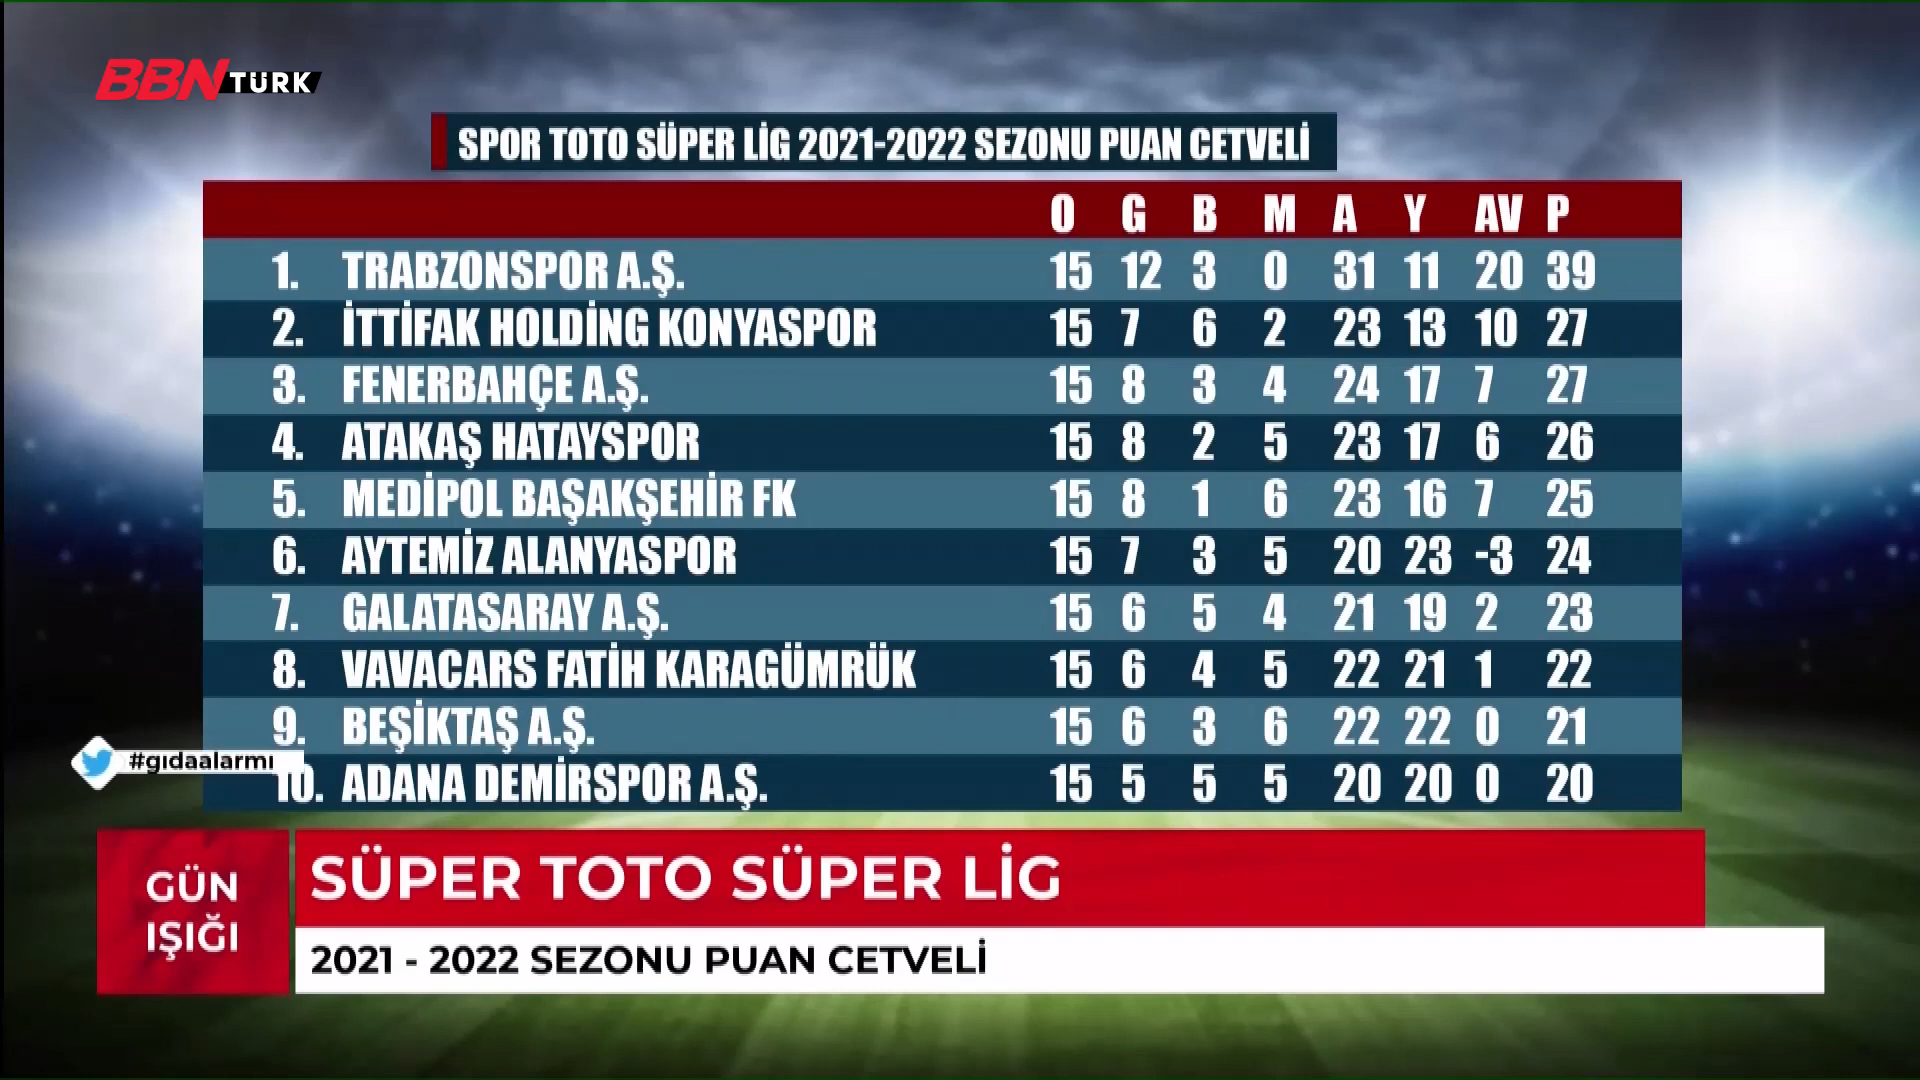 BBN TÜRK
SPOR TOTO SÜPER LİG 2021-2022 SEZONU PUAN CETVELİ
O G B M A Y AV P
1. TRABZONSPOR A.Ş. 15 12 3 0 31 11 20 39
2. İTTİFAK HOLDİNG KONYASPOR 15 7 6 2 23 13 10 27
3. FENERBAHÇE A.Ş. 15 8 3 4 24 17 7 27
4. ATAKAŞ HATAYSPOR 15 8 2 5 23 17 6 26
5. MEDİPOL BAŞAKŞEHİR FK 15 8 1 6 23 16 7 25
6. AYTEMİZ ALANYASPOR 15 7 3 5 20 23 -3 24
7. GALATASARAY A.Ş. 15 6 5 4 21 19 2 23
8. VAVACARS FATİH KARAGÜMRÜK 15 6 4 5 22 21 1 22
9. BEŞİKTAŞ A.Ş. 15 6 3 6 22 22 0 21
#gıdaalarmı
10. ADANA DEMİRSPOR A.Ş. 15 5 5 5 20 20 0 20
GÜN
IŞIĞI
SÜPER TOTO SÜPER LİG
2021 - 2022 SEZONU PUAN CETVELİ